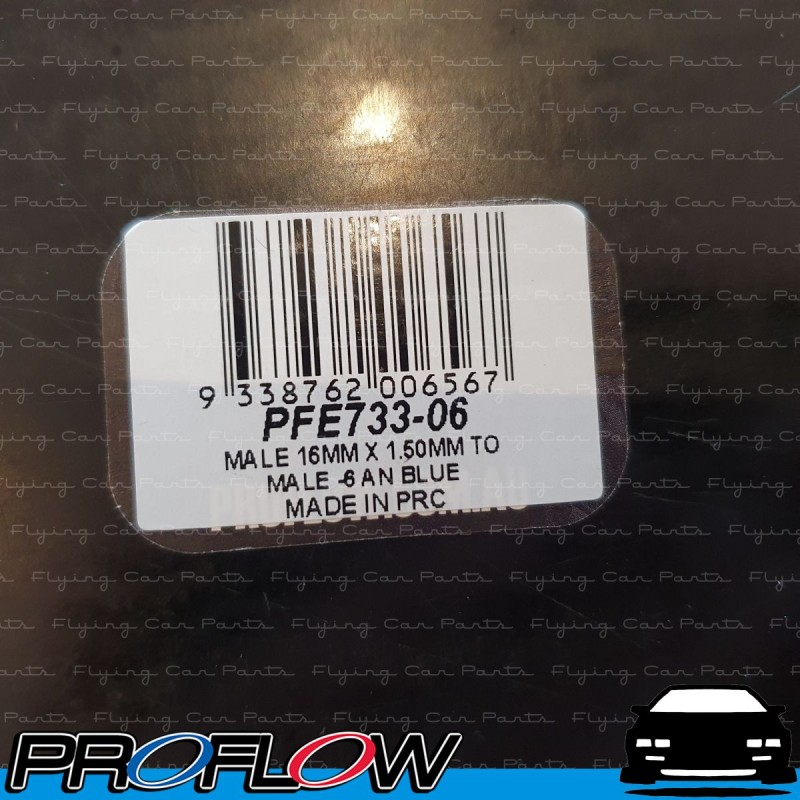 Flying Car Parts
9 338762 006567
PFE733-06
MALE 16MM X 1.50MM TO
MALE -6 AN BLUE
MADE IN PRC
PROFLOW